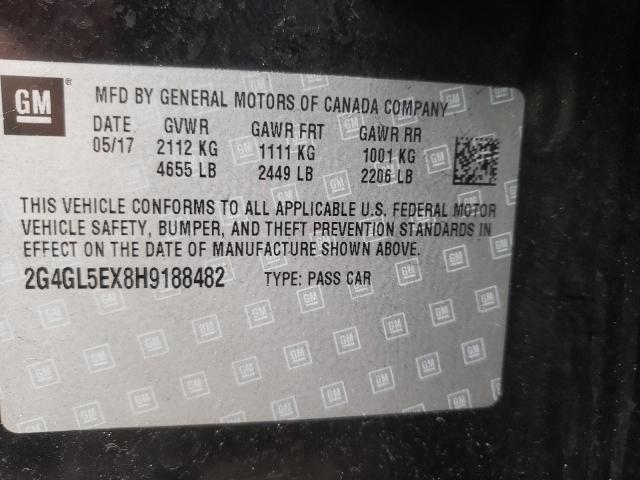 GM ®
MFD BY GENERAL MOTORS OF CANADA COMPANY
DATE GVWR GAWR FRT GAWR RR
05/17 2112 KG 1111 KG 1001 KG
4655 LB 2449 LB 2206 LB
THIS VEHICLE CONFORMS TO ALL APPLICABLE U.S. FEDERAL MOTOR
VEHICLE SAFETY, BUMPER, AND THEFT PREVENTION STANDARDS IN
EFFECT ON THE DATE OF MANUFACTURE SHOWN ABOVE.
2G4GL5EX8H9188482 TYPE: PASS CAR